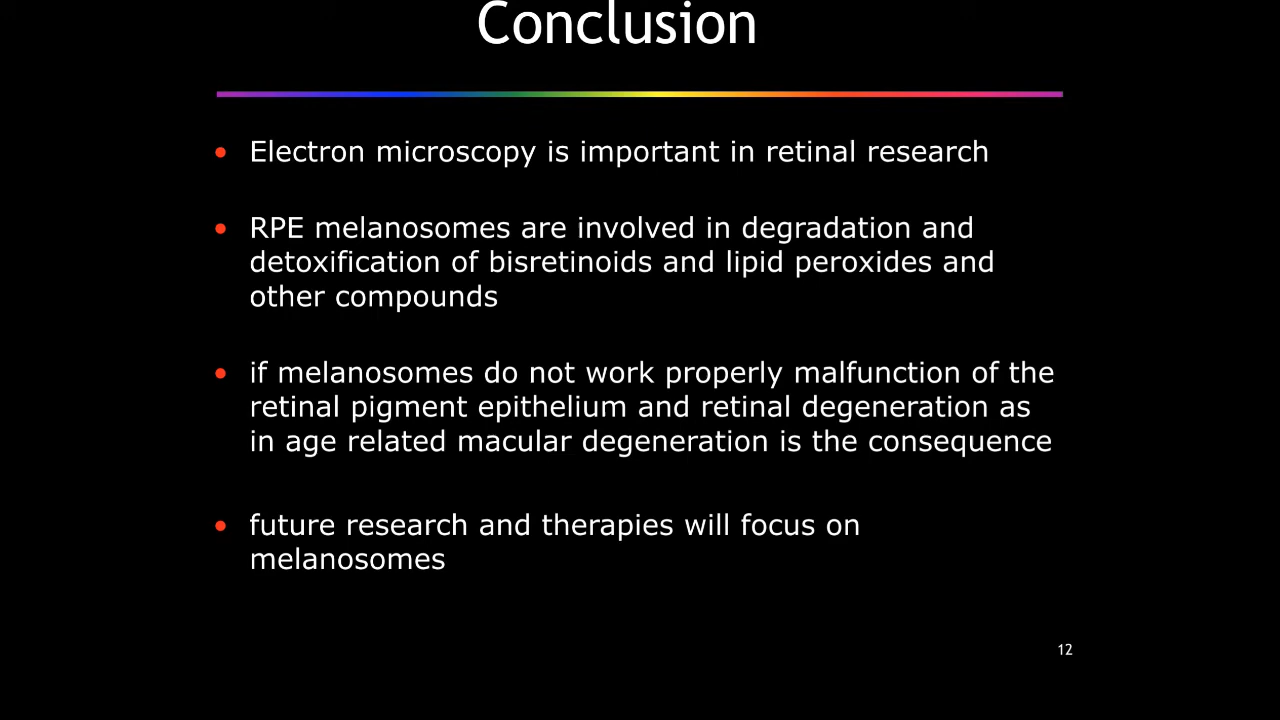 Conclusion
• Electron microscopy is important in retinal research
• RPE melanosomes are involved in degradation and
detoxification of bisretinoids and lipid peroxides and
other compounds
• if melanosomes do not work properly malfunction of the
retinal pigment epithelium and retinal degeneration as
in age related macular degeneration is the consequence
• future research and therapies will focus on
melanosomes
12